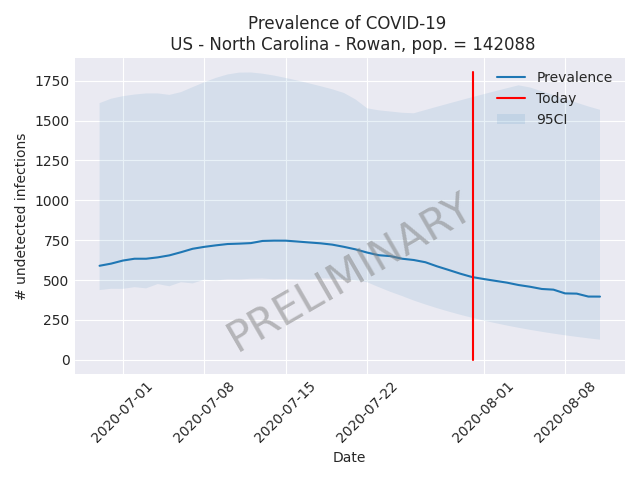 Prevalence of COVID-19
US - North Carolina - Rowan, pop. = 142088
Prevalence
Today
95CI
1750
1500
1250
1000
750
500
250
0
# undetected infections
PRELIMINARY
2020-07-01
2020-07-08
2020-07-15
2020-07-22
2020-08-01
2020-08-08
Date